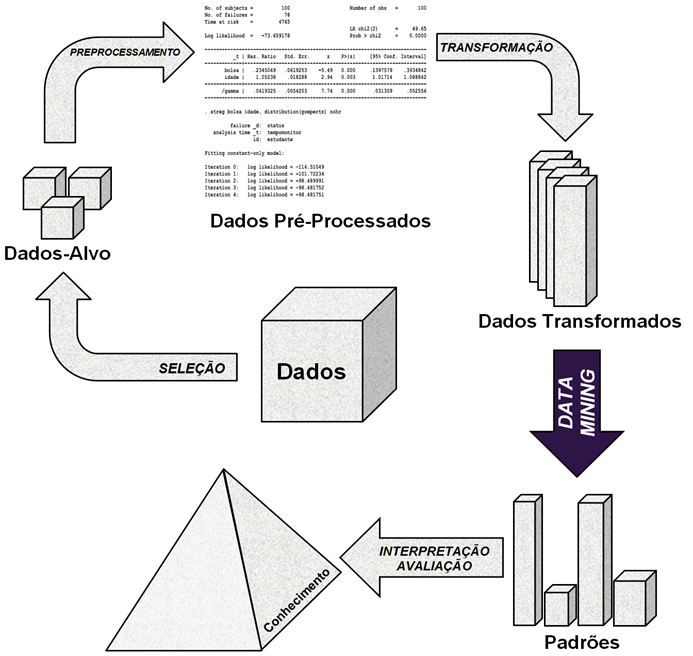 No. of subjects = 100 Number of obs = 100
No. of failures = 78
Time at risk = 4765
LR chi2(2) = 49.65
Log likelihood = -73.659178 Prob > chi2 = 0.0000
_t | Haz. Ratio Std. Err. z P>|z| [95% Conf. Interval]
bolsa | .2345049 .0619253 -5.49 0.000 .1397579 .3934842
idade | 1.05238 .018288 2.94 0.003 1.01714 1.088842
/gamma | .0419325 .0054203 7.74 0.000 .031309 .052556
. streg bolsa idade, distribution(gompertz) nohr
failure _d: status
analysis time _t: tempomonitor
id: estudante
Fitting constant-only model:
Iteration 0: log likelihood = -114.51049
Iteration 1: log likelihood = -101.72234
Iteration 2: log likelihood = -98.489991
Iteration 3: log likelihood = -98.481752
Iteration 4: log likelihood = -98.481751
PREPROCESSAMENTO
TRANSFORMAÇÃO
Dados Pré-Processados
Dados-Alvo
Dados Transformados
SELEÇÃO
Dados
DATA
MINING
INTERPRETAÇÃO
AVALIAÇÃO
Conhecimento
Padrões